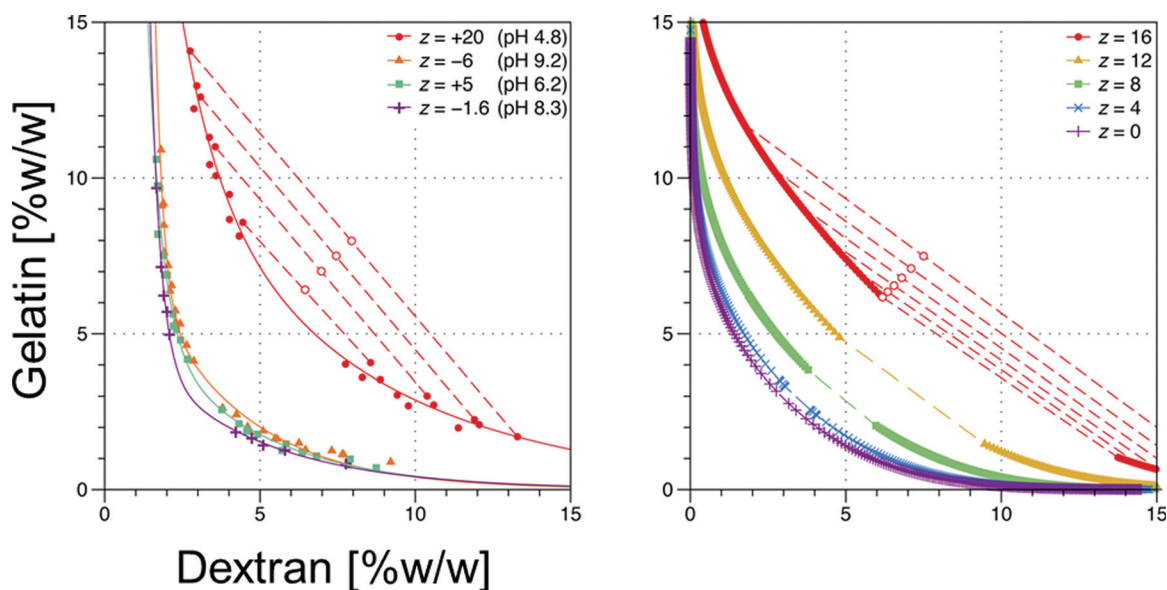 Gelatin [%w/w]
15
10
5
0
0
5
10
15
z = +20 (pH 4.8)
z = −6 (pH 9.2)
z = +5 (pH 6.2)
z = −1.6 (pH 8.3)
15
10
5
0
0
5
10
15
z = 16
z = 12
z = 8
z = 4
z = 0
Dextran [%w/w]